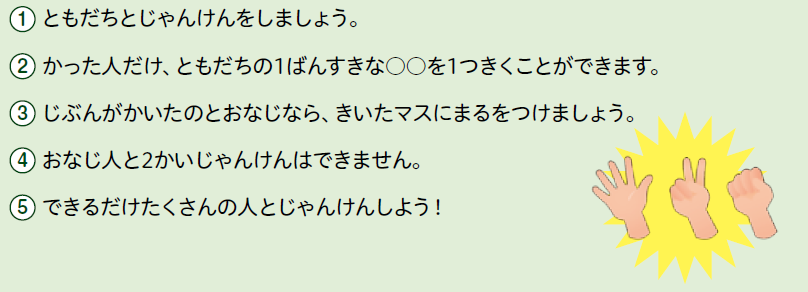 ① ともだちとじゃんけんをしましょう。
② かった人だけ、ともだちの1ばんすきな○○を1つきくことができます。
③ じぶんがかいたのとおなじなら、きいたマスにまるをつけましょう。
④ おなじ人と2かいじゃんけんはできません。
⑤ できるだけたくさんの人とじゃんけんしよう！